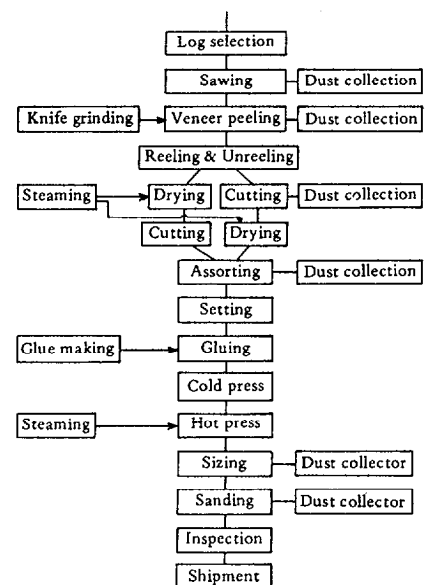 Log selection
Sawing Dust collection
Knife grinding Veneer peeling Dust collection
Reeling & Unreeling
Steaming Drying Cutting Dust collection
Cutting Drying
Assorting Dust collection
Setting
Glue making Gluing
Cold press
Steaming Hot press
Sizing Dust collector
Sanding Dust collector
Inspection
Shipment